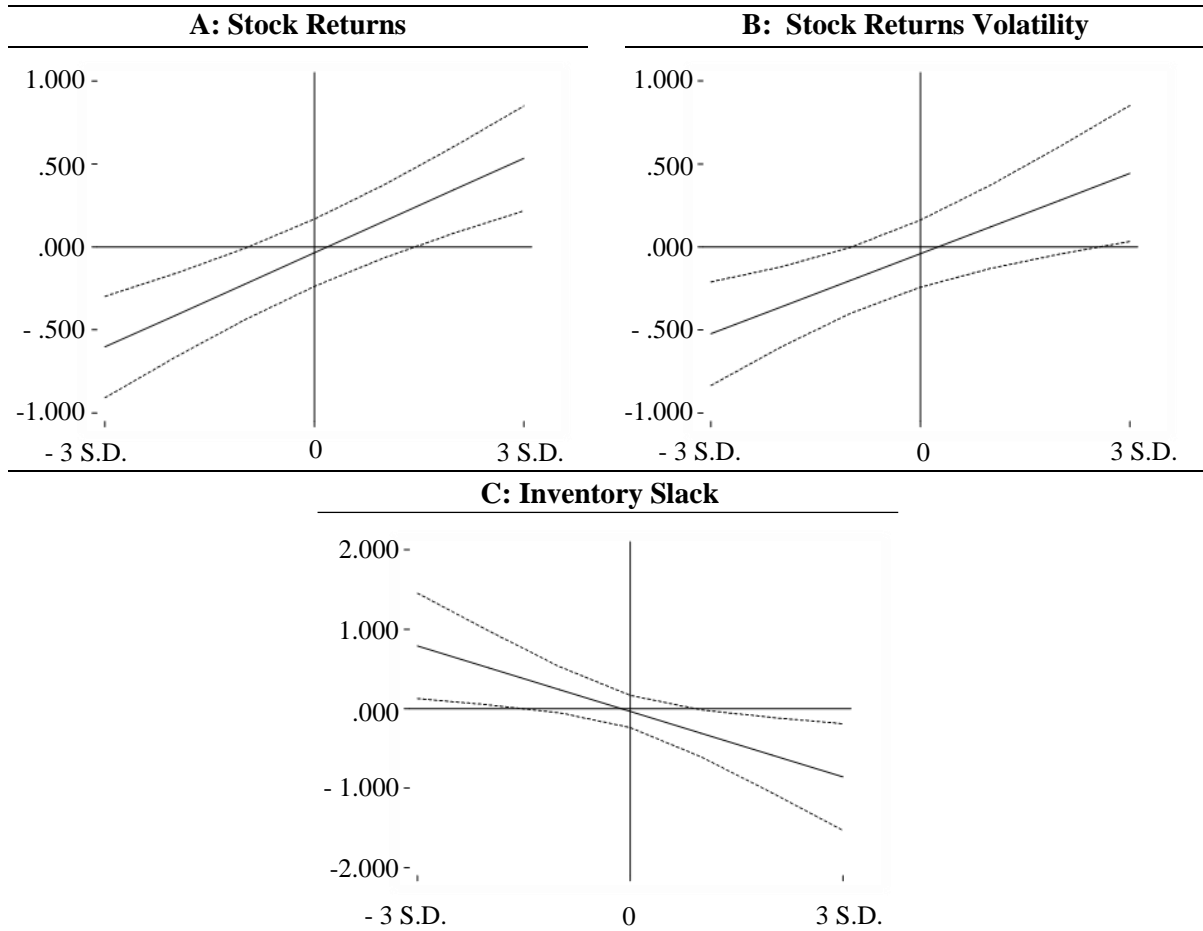 A: Stock Returns
1.000
.500
.000
- .500
-1.000
- 3 S.D. 0 3 S.D.
B: Stock Returns Volatility
1.000
.500
.000
- .500
-1.000
- 3 S.D. 0 3 S.D.
C: Inventory Slack
2.000
1.000
.000
- 1.000
-2.000
- 3 S.D. 0 3 S.D.